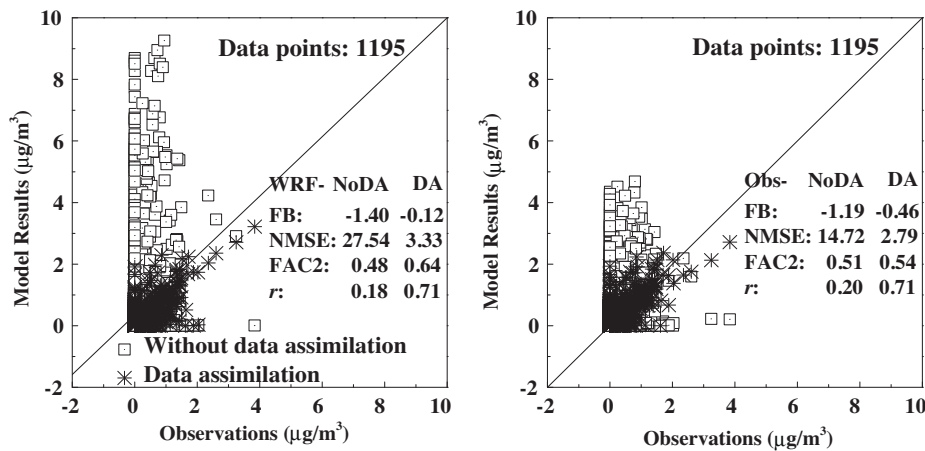 10
Data points: 1195
8
6
4
2
0
-2
Model Results (µg/m³)
WRF- NoDA DA
FB: -1.40 -0.12
NMSE: 27.54 3.33
FAC2: 0.48 0.64
r: 0.18 0.71
Without data assimilation
Data assimilation
-2 0 2 4 6 8 10
Observations (µg/m³)
10
Data points: 1195
8
6
4
2
0
-2
Model Results (µg/m³)
Obs- NoDA DA
FB: -1.19 -0.46
NMSE: 14.72 2.79
FAC2: 0.51 0.54
r: 0.20 0.71
-2 0 2 4 6 8 10
Observations (µg/m³)